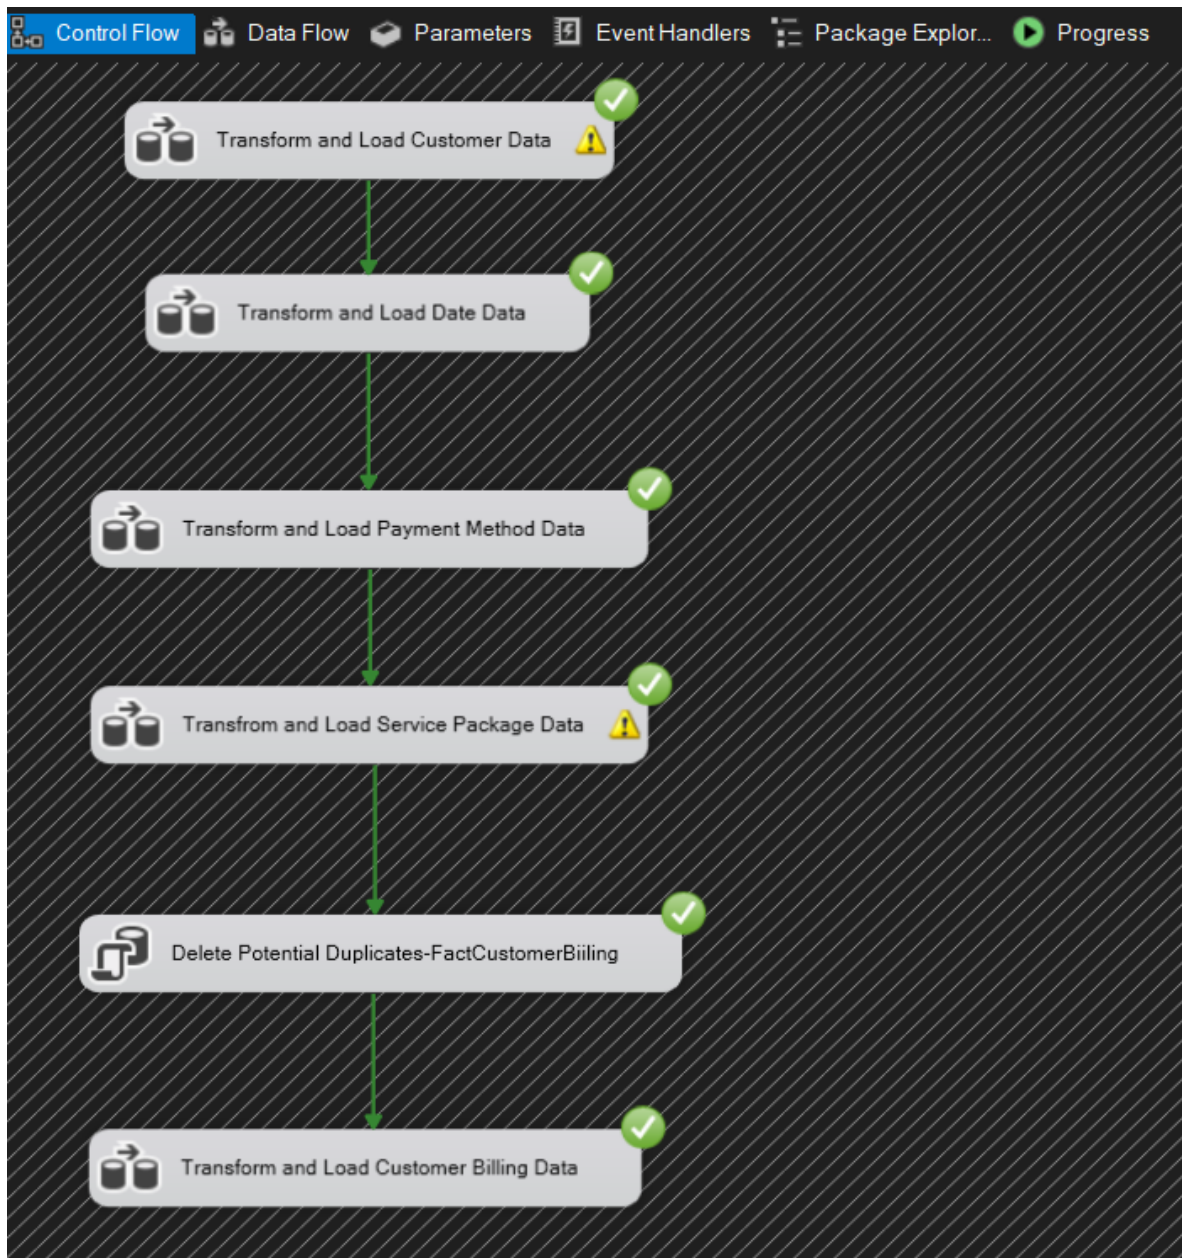 Control Flow Data Flow Parameters Event Handlers Package Explor... Progress
Transform and Load Customer Data
Transform and Load Date Data
Transform and Load Payment Method Data
Transfrom and Load Service Package Data
Delete Potential Duplicates-FactCustomerBiiling
Transform and Load Customer Billing Data